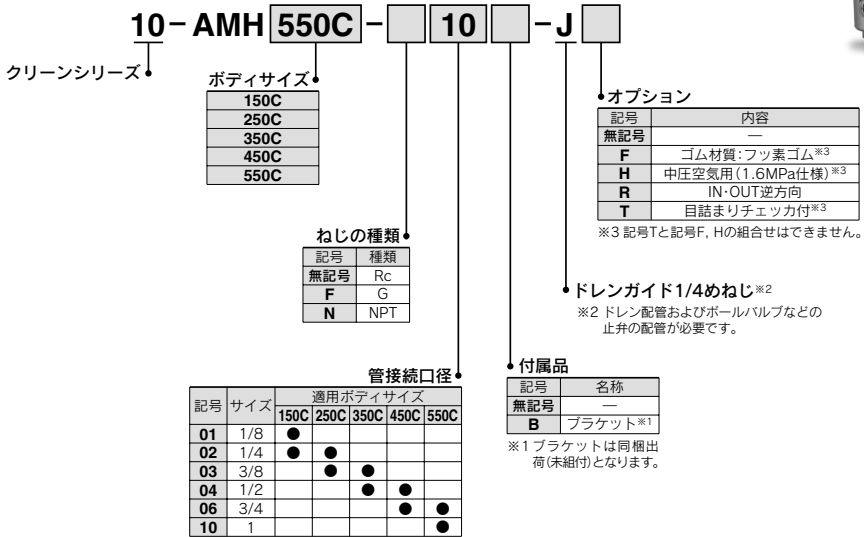 10-AMH 550C - 10 -J
クリーンシリーズ
ボディサイズ
150C
250C
350C
450C
550C
ねじの種類
記号 種類
無記号 Rc
F G
N NPT
管接続口径
記号 サイズ 適用ボディサイズ
150C 250C 350C 450C 550C
01 1/8 ●
02 1/4 ● ●
03 3/8 ● ●
04 1/2 ● ●
06 3/4 ● ●
10 1 ●
付属品
記号 名称
無記号 —
B ブラケット※1
※1 ブラケットは同梱出
荷(未組付)となります。
ドレンガイド1/4めねじ※2
※2 ドレン配管およびボールバルブなどの
止弁の配管が必要です。
オプション
記号 内容
無記号 —
F ゴム材質:フッ素ゴム※3
H 中圧空気用(1.6MPa仕様)※3
R IN・OUT逆方向
T 目詰まりチェッカ付※3
※3 記号Tと記号F, Hの組合せはできません。